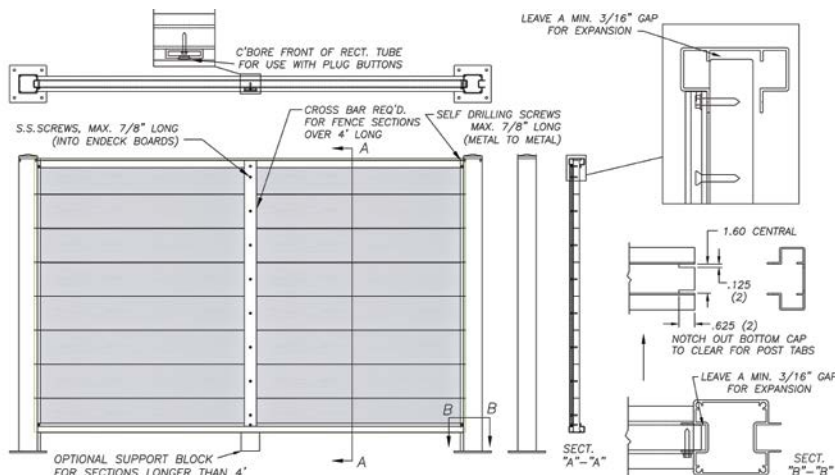 C'BORE FRONT OF RECT. TUBE
FOR USE WITH PLUG BUTTONS
LEAVE A MIN. 3/16" GAP
FOR EXPANSION
S.S.SCREWS, MAX. 7/8" LONG
(INTO ENDECK BOARDS)
CROSS BAR REQ'D.
FOR FENCE SECTIONS
OVER 4' LONG
SELF DRILLING SCREWS
MAX. 7/8" LONG
(METAL TO METAL)
A
1.60 CENTRAL
.125
(2)
.625 (2)
NOTCH OUT BOTTOM CAP
TO CLEAR FOR POST TABS
LEAVE A MIN. 3/16" GAP
FOR EXPANSION
B
B
OPTIONAL SUPPORT BLOCK
FOR SECTIONS LONGER THAN 4'
A
SECT.
"A"-"A"
SECT.
"B"-"B"